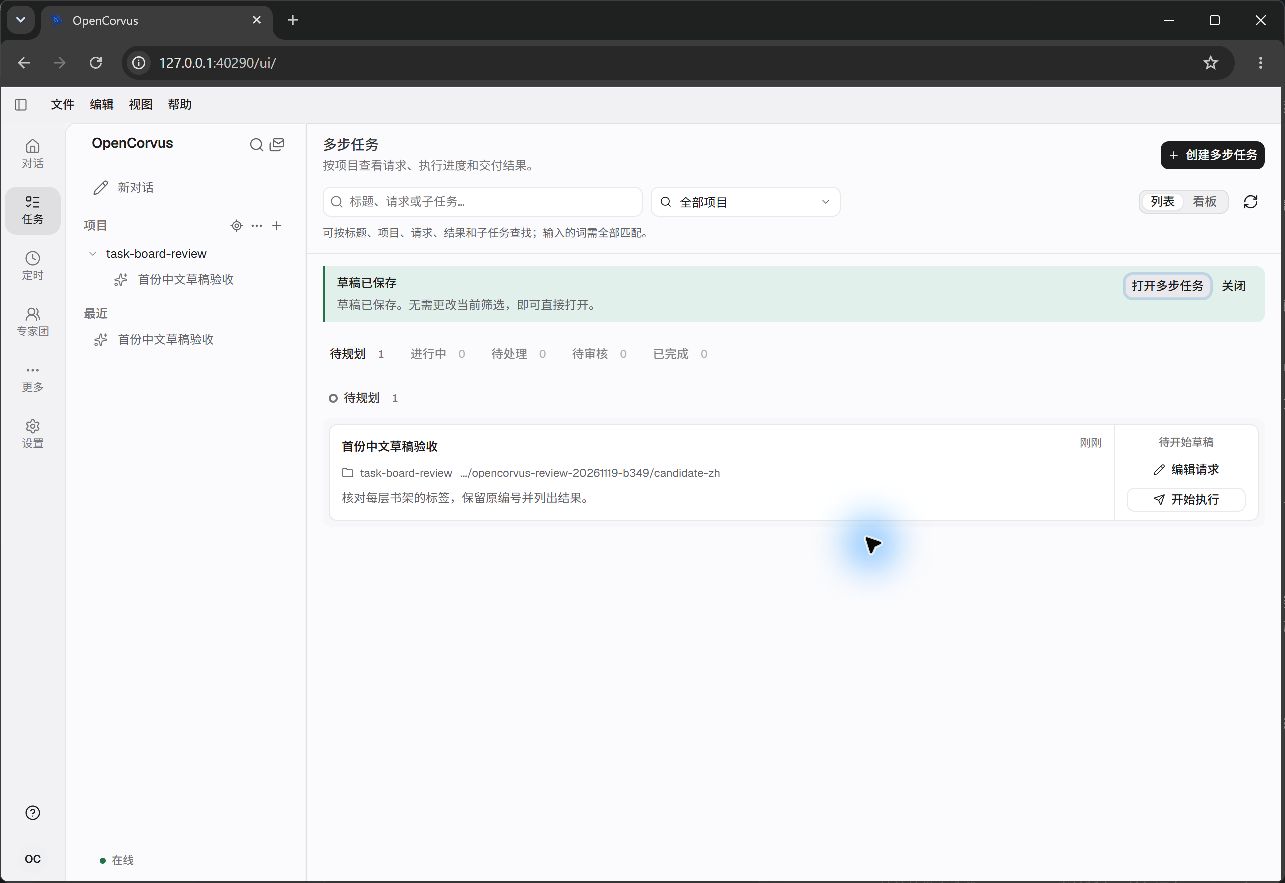 OpenCorvus
127.0.0.1:40290/ui/
文件 编辑 视图 帮助
对话
任务
定时
专家团
更多
设置
OC
OpenCorvus
新对话
项目
task-board-review
首份中文草稿验收
最近
首份中文草稿验收
在线
多步任务
按项目查看请求、执行进度和交付结果。
创建多步任务
标题、请求或子任务...
全部项目
列表 看板
可按标题、项目、请求、结果和子任务查找；输入的词需全部匹配。
草稿已保存
草稿已保存。无需更改当前筛选，即可直接打开。
打开多步任务 关闭
待规划 1 进行中 0 待处理 0 待审核 0 已完成 0
待规划 1
首份中文草稿验收 刚刚
task-board-review .../opencorvus-review-20261119-b349/candidate-zh
核对每层书架的标签，保留原编号并列出结果。
待开始草稿
编辑请求
开始执行